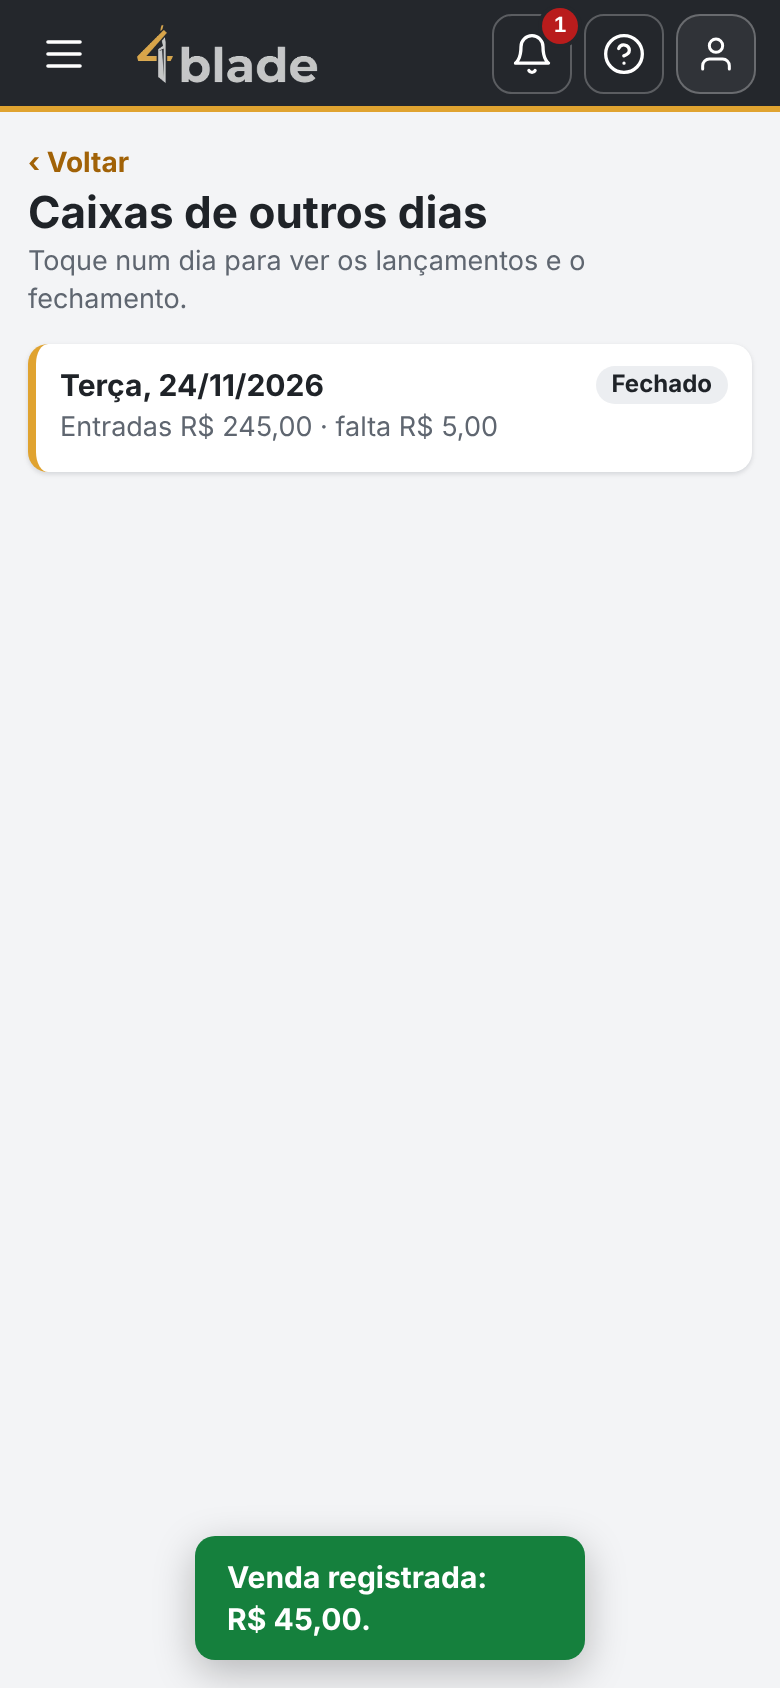 1
4blade
‹ Voltar
Caixas de outros dias
Toque num dia para ver os lançamentos e o
fechamento.
Terça, 24/11/2026
Fechado
Entradas R$ 245,00 · falta R$ 5,00
Venda registrada:
R$ 45,00.